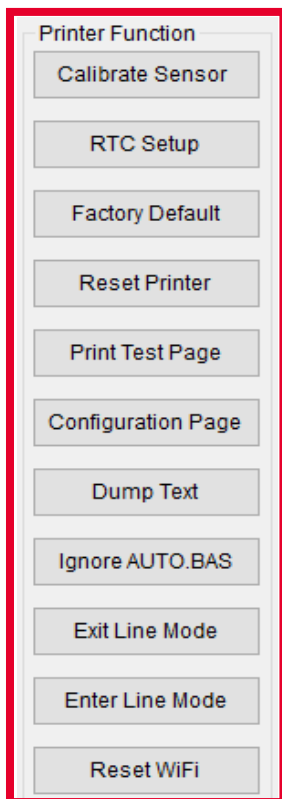 Printer Function
Calibrate Sensor
RTC Setup
Factory Default
Reset Printer
Print Test Page
Configuration Page
Dump Text
Ignore AUTO.BAS
Exit Line Mode
Enter Line Mode
Reset WiFi